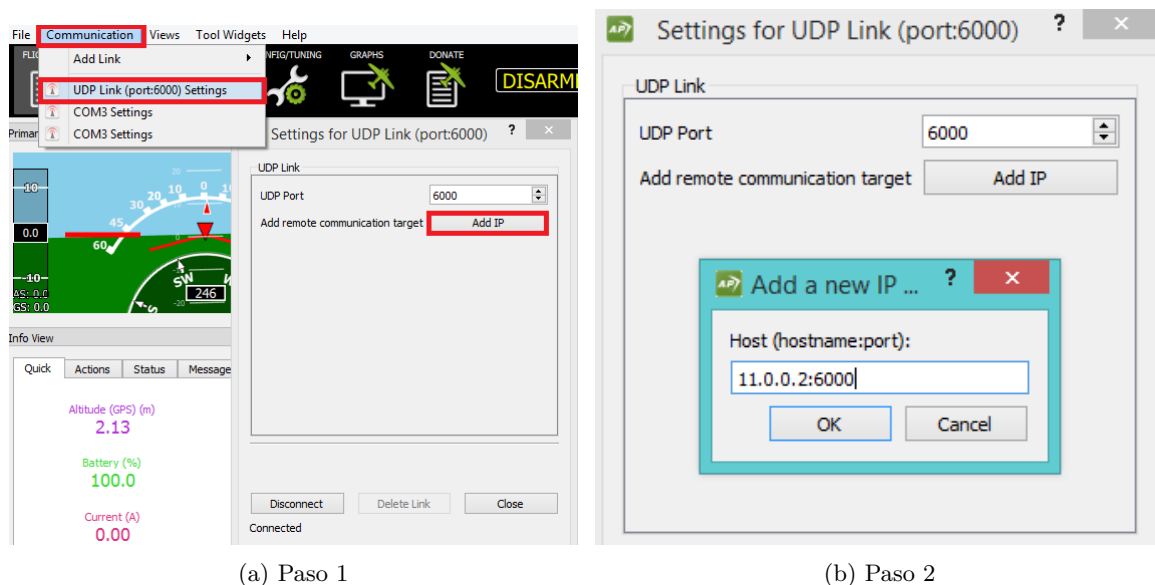 File Communication Views Tool Widgets Help
Add Link
UDP Link (port:6000) Settings
COM3 Settings
COM3 Settings
GRAPHS
DONATE
Settings for UDP Link (port:6000) ? ×
UDP Link
UDP Port 6000
Add remote communication target Add IP
20
10
0
30
20
10
45
60
-10
0.0
-10
AS: 0.0
GS: 0.0
SW
246
-20
S
Info View
Quick Actions Status Message
Altitude (GPS) (m)
2.13
Battery (%)
100.0
Current (A)
0.00
Disconnect Delete Link Close
Connected
(a) Paso 1
Settings for UDP Link (port:6000) ? ×
UDP Link
UDP Port 6000
Add remote communication target Add IP
Add a new IP ... ? ×
Host (hostname:port):
11.0.0.2:6000
OK Cancel
(b) Paso 2